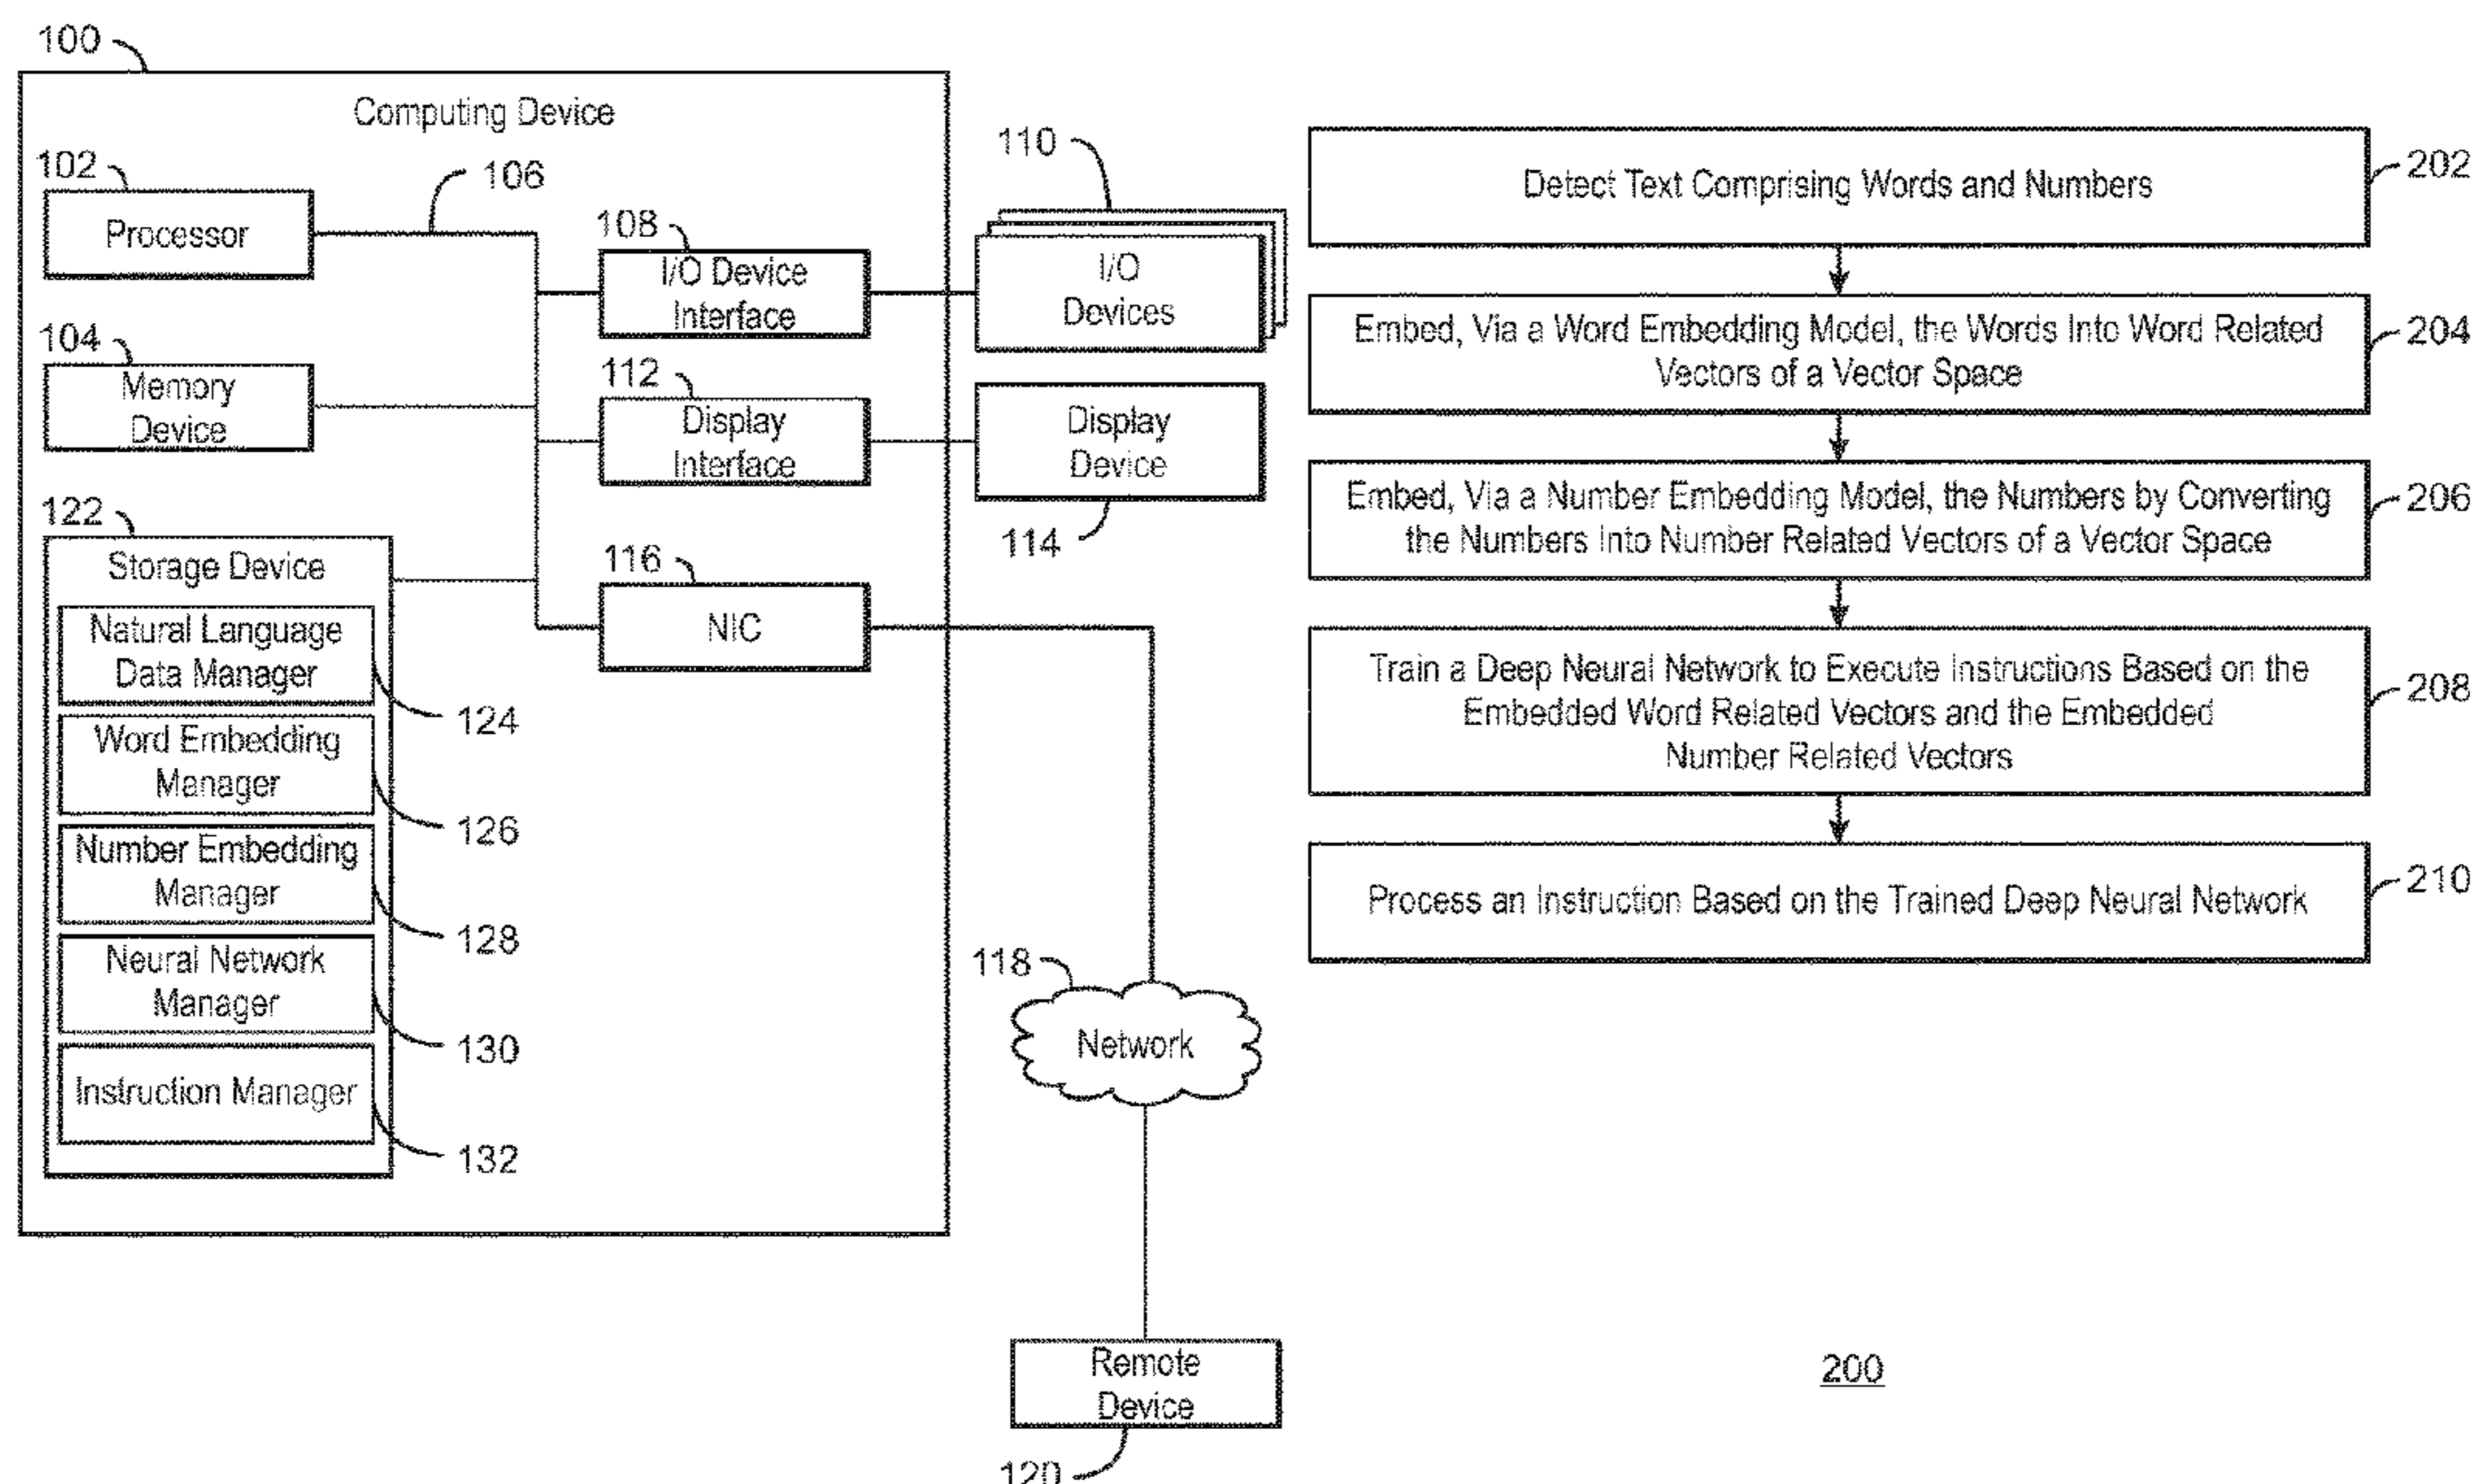 100
Computing Device
102
Processor
106
104
Memory
Device
108
I/O Device
Interface
110
I/O
Devices
112
Display
Interface
Display
Device
114
122
Storage Device
Natural Language
Data Manager
124
Word Embedding
Manager
126
Number Embedding
Manager
128
Neural Network
Manager
130
Instruction Manager
132
116
NIC
118
Network
Remote
Device
120
Detect Text Comprising Words and Numbers
202
Embed, Via a Word Embedding Model, the Words Into Word Related
Vectors of a Vector Space
204
Embed, Via a Number Embedding Model, the Numbers by Converting
the Numbers Into Number Related Vectors of a Vector Space
206
Train a Deep Neural Network to Execute Instructions Based on the
Embedded Word Related Vectors and the Embedded
Number Related Vectors
208
Process an Instruction Based on the Trained Deep Neural Network
210
200